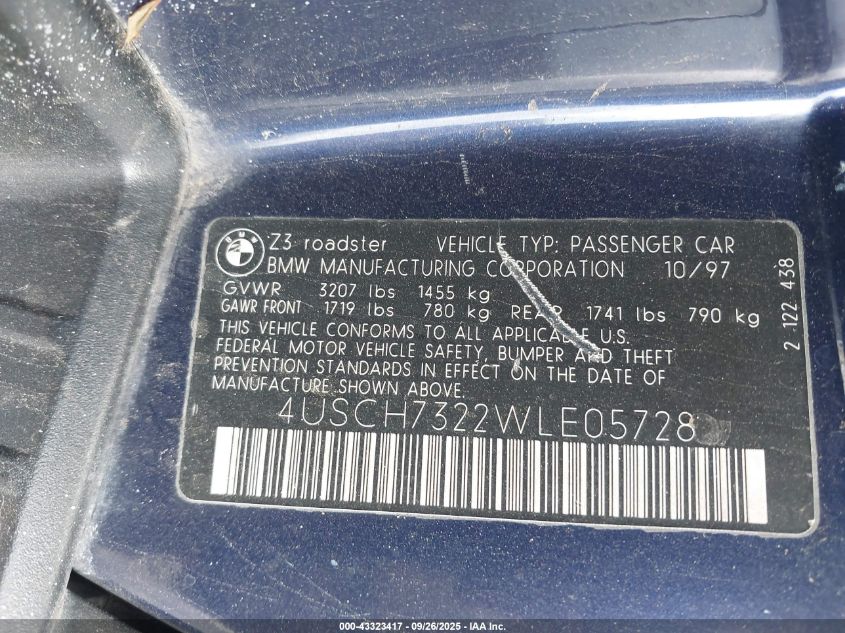 BMW
Z3 roadster VEHICLE TYP: PASSENGER CAR
BMW MANUFACTURING CORPORATION 10/97
GVWR 3207 lbs 1455 kg
GAWR FRONT 1719 lbs 780 kg REAR 1741 lbs 790 kg
THIS VEHICLE CONFORMS TO ALL APPLICABLE U.S.
FEDERAL MOTOR VEHICLE SAFETY, BUMPER AND THEFT
PREVENTION STANDARDS IN EFFECT ON THE DATE OF
MANUFACTURE SHOWN ABOVE.
4USCH7322WLE05728
2 122 438
000-43323417 - 09/26/2025 - IAA Inc.